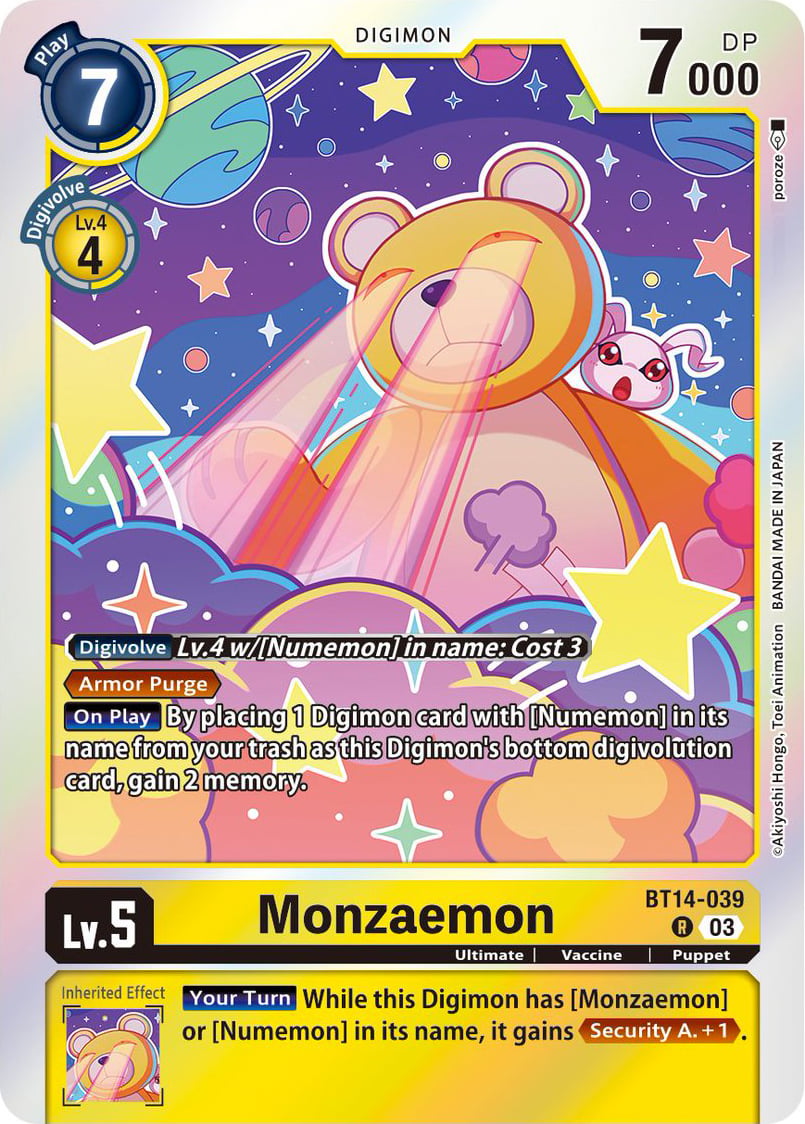 Play
7
DIGIMON
7000
DP
Digivolve
Lv.4
4
poroze
Digivolve Lv.4 w/[Numemon] in name: Cost 3
Armor Purge
On Play By placing 1 Digimon card with [Numemon] in its
name from your trash as this Digimon's bottom digivolution
card, gain 2 memory.
©Akiyoshi Hongo, Toei Animation BANDAI MADE IN JAPAN
Lv.5
Monzaemon
BT14-039
R 03
Ultimate | Vaccine | Puppet
Inherited Effect
Your Turn While this Digimon has [Monzaemon]
or [Numemon] in its name, it gains Security A.+1.